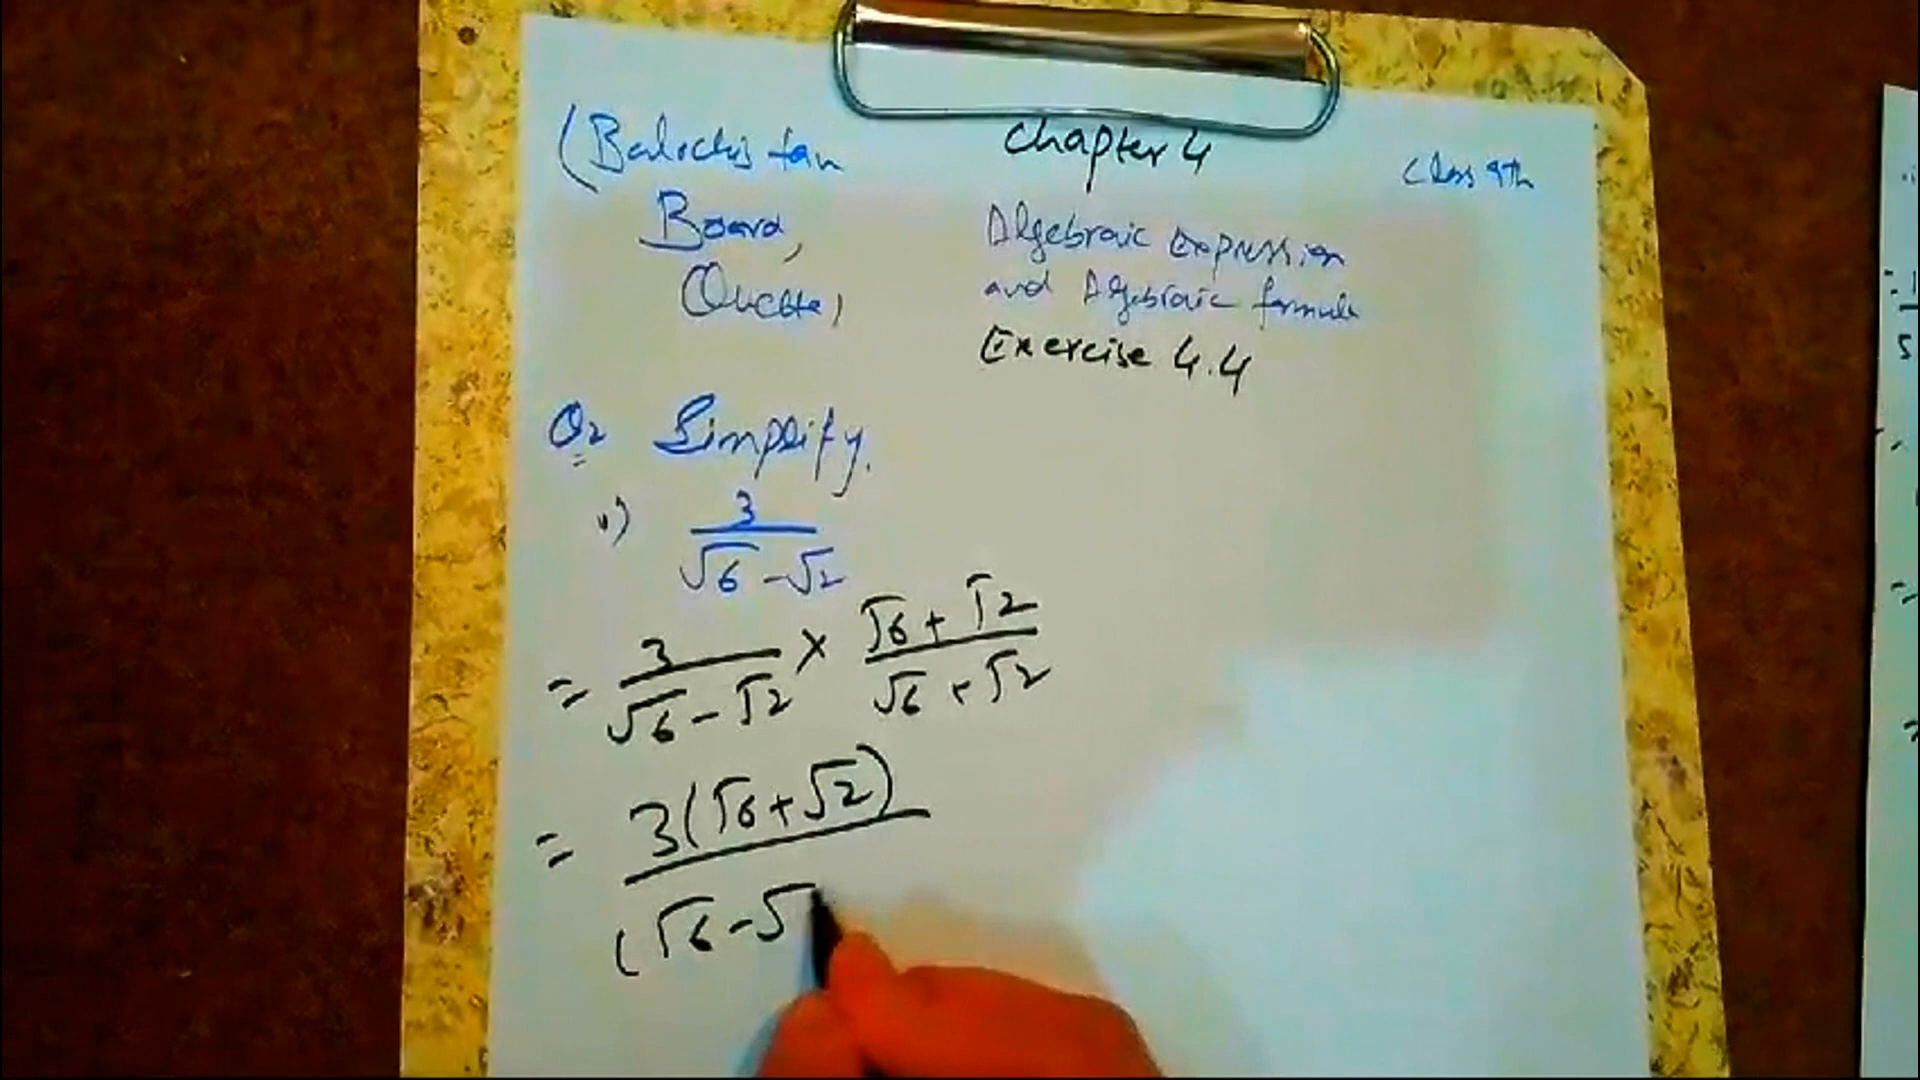 (Balochistan
Board,
Quetta,
Chapter 4
Algebraic Expression
and Algebraic formula
Exercise 4.4
Class 9th
Q2 Simplify.
3
√6 - √2
= 3 × √6 + √2
√6 - √2 √6 + √2
= 3(√6 + √2)
(√6 - √